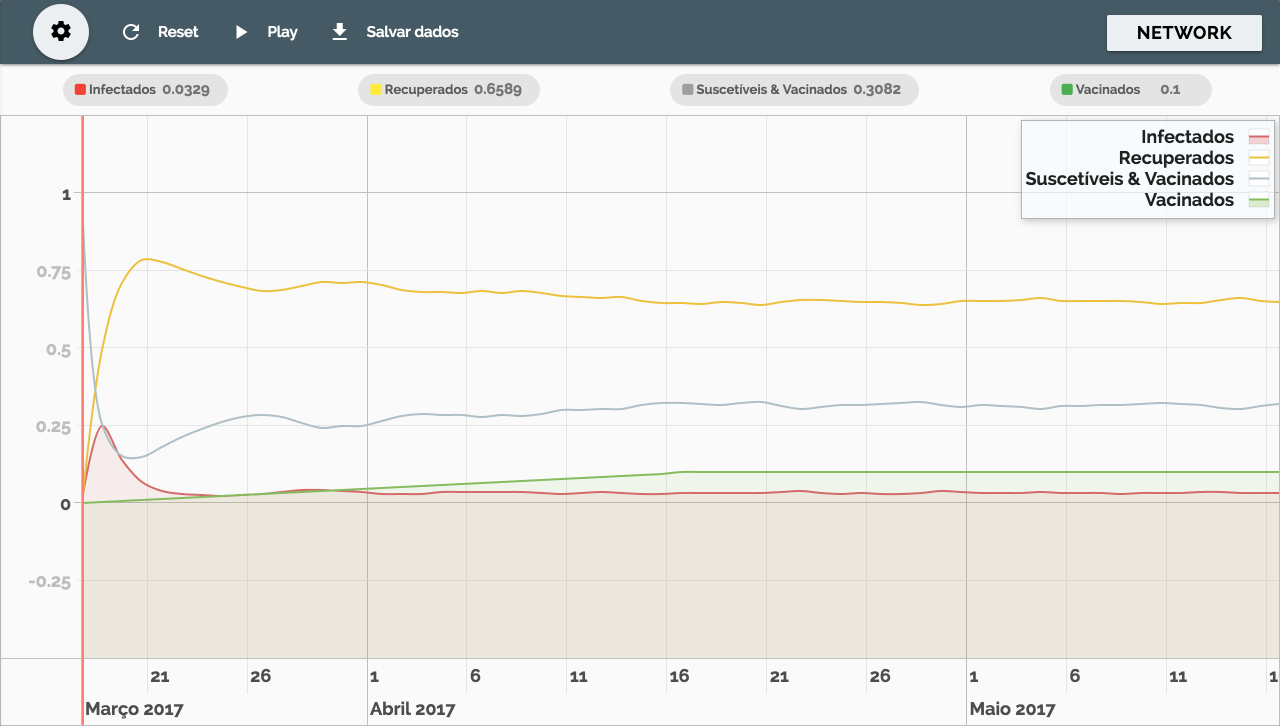 Reset Play Salvar dados NETWORK
Infectados 0.0329 Recuperados 0.6589 Suscetíveis & Vacinados 0.3082 Vacinados 0.1
Infectados
Recuperados
Suscetíveis & Vacinados
Vacinados
1
0.75
0.5
0.25
0
-0.25
21 26 1 6 11 16 21 26 1 6 11 1
Março 2017 Abril 2017 Maio 2017